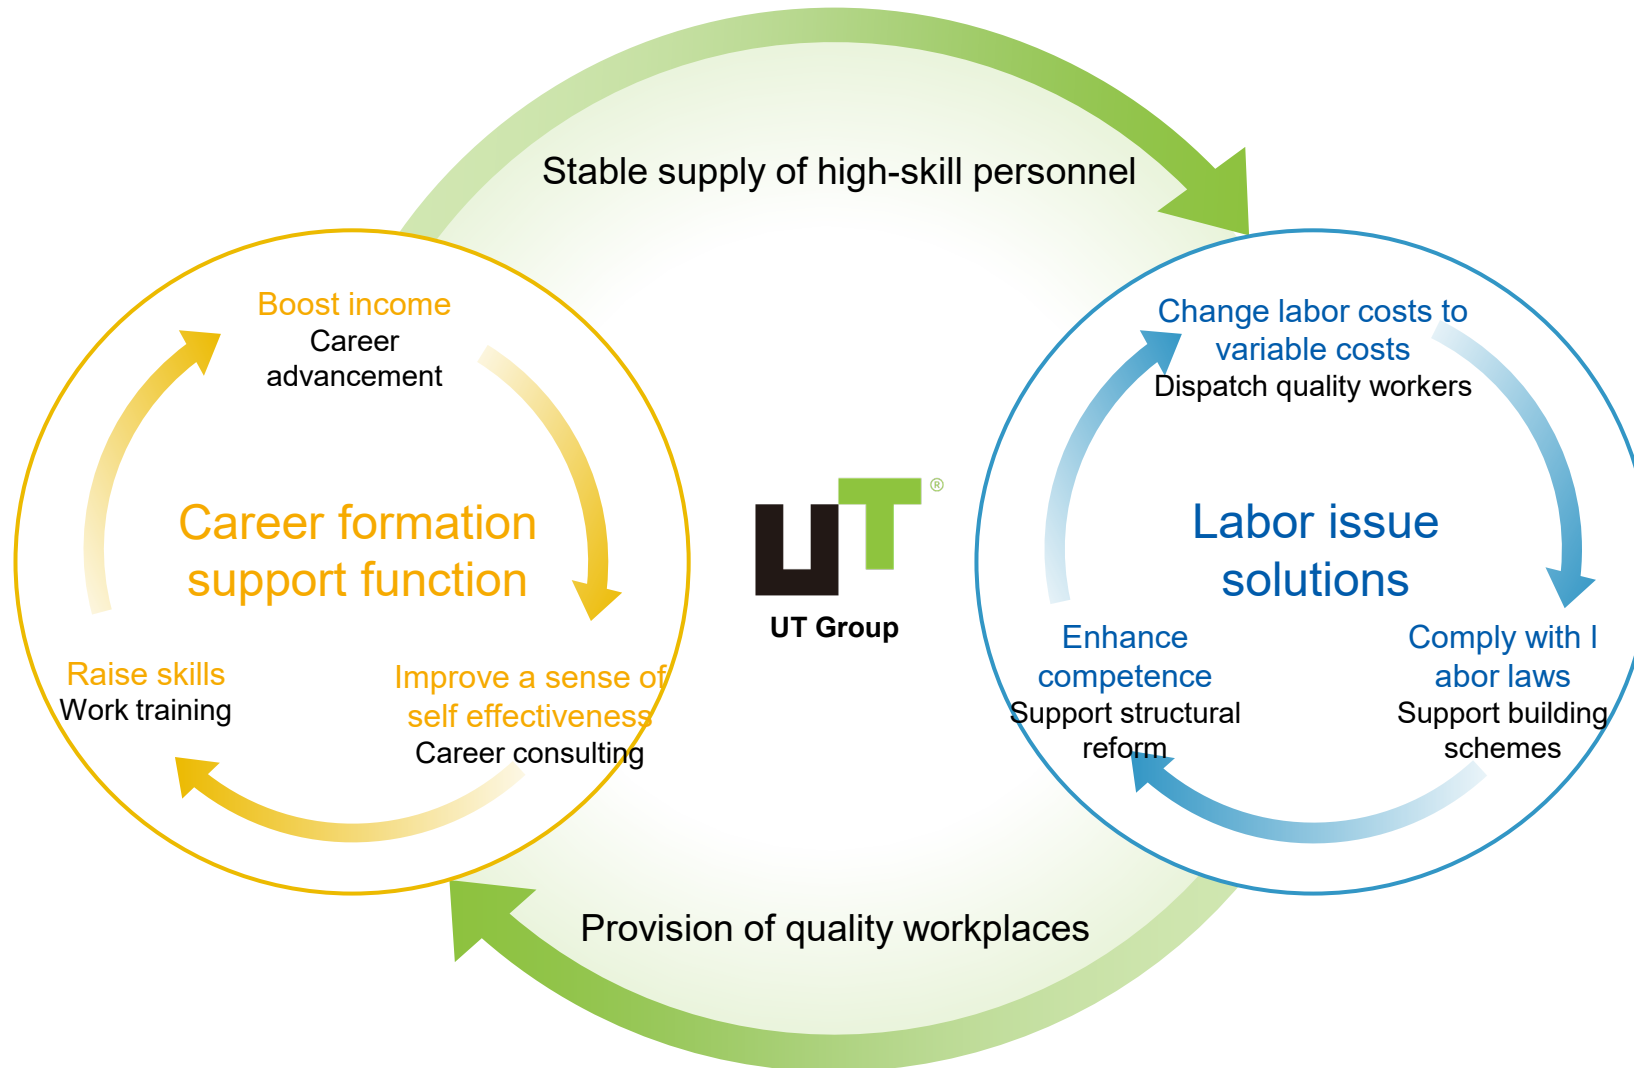 Stable supply of high-skill personnel
Boost income
Career
advancement
Career formation
support function
Raise skills
Work training
Improve a sense of
self effectiveness
Career consulting
UT®
UT Group
Change labor costs to
variable costs
Dispatch quality workers
Labor issue
solutions
Enhance
competence
Support structural
reform
Comply with l
abor laws
Support building
schemes
Provision of quality workplaces